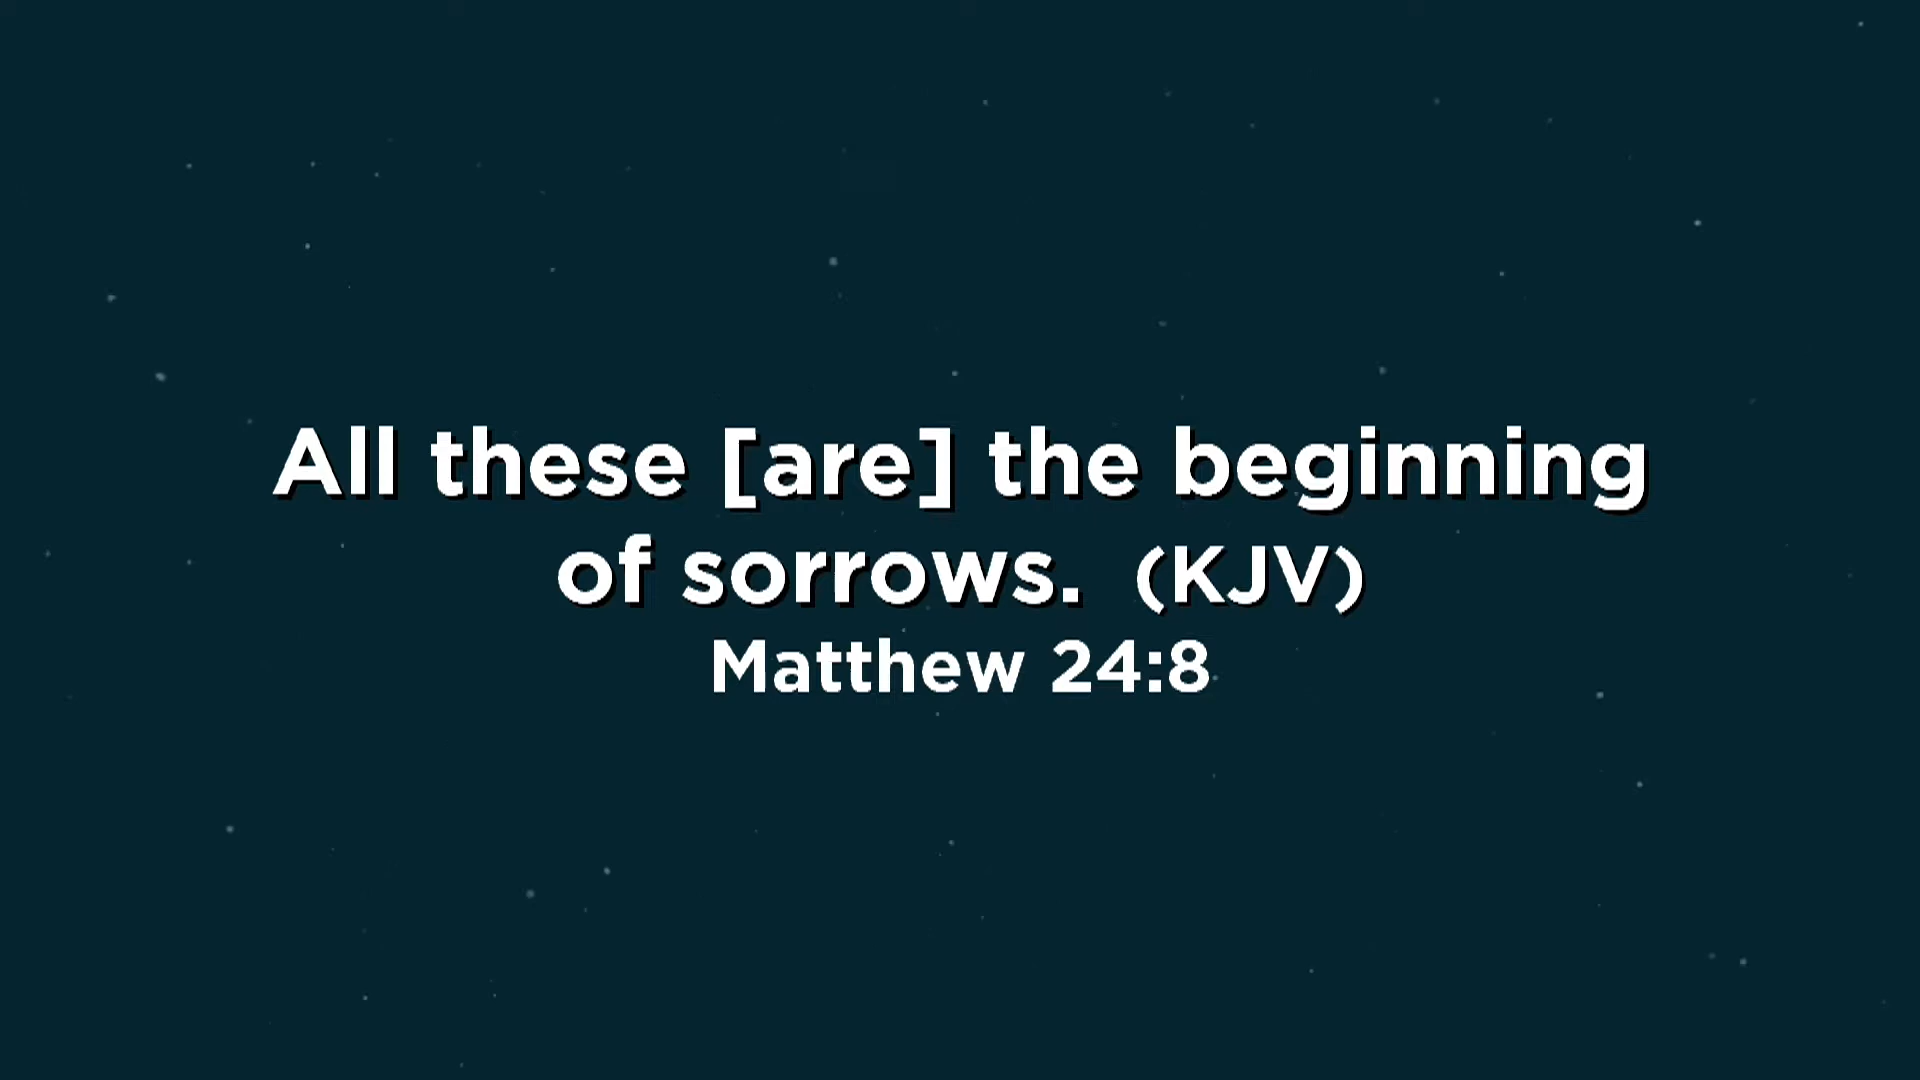 All these [are] the beginning
of sorrows. (KJV)
Matthew 24:8